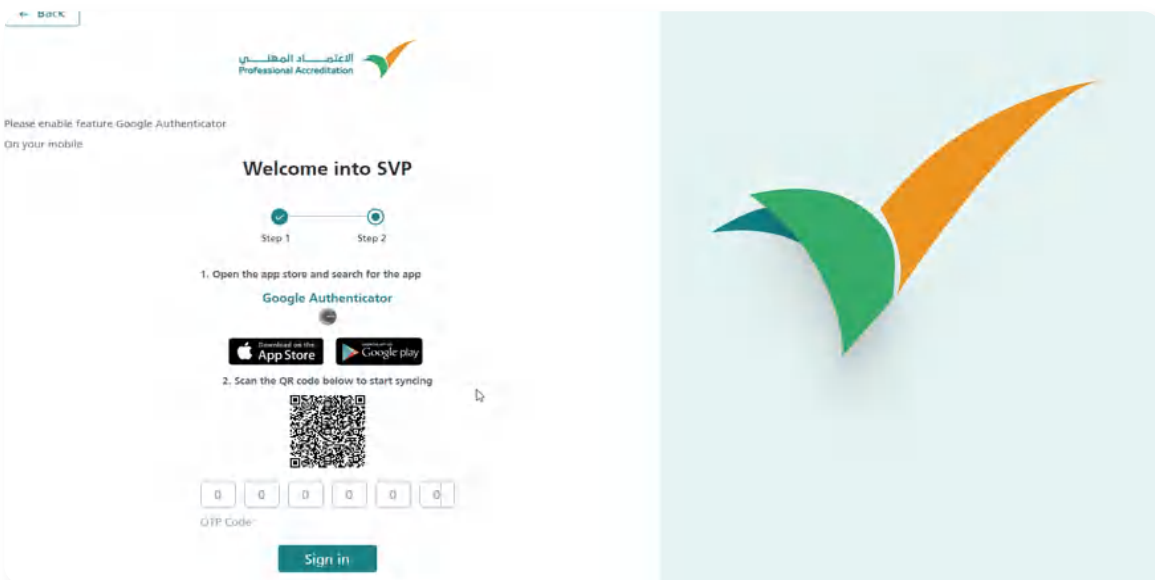 ← Back
الاعتماد المهني
Professional Accreditation
Please enable feature Google Authenticator
On your mobile
Welcome into SVP
Step 1 Step 2
1. Open the app store and search for the app
Google Authenticator
Download on the
App Store
Google play
2. Scan the QR code below to start syncing
0 0 0 0 0 0
OTP Code
Sign in